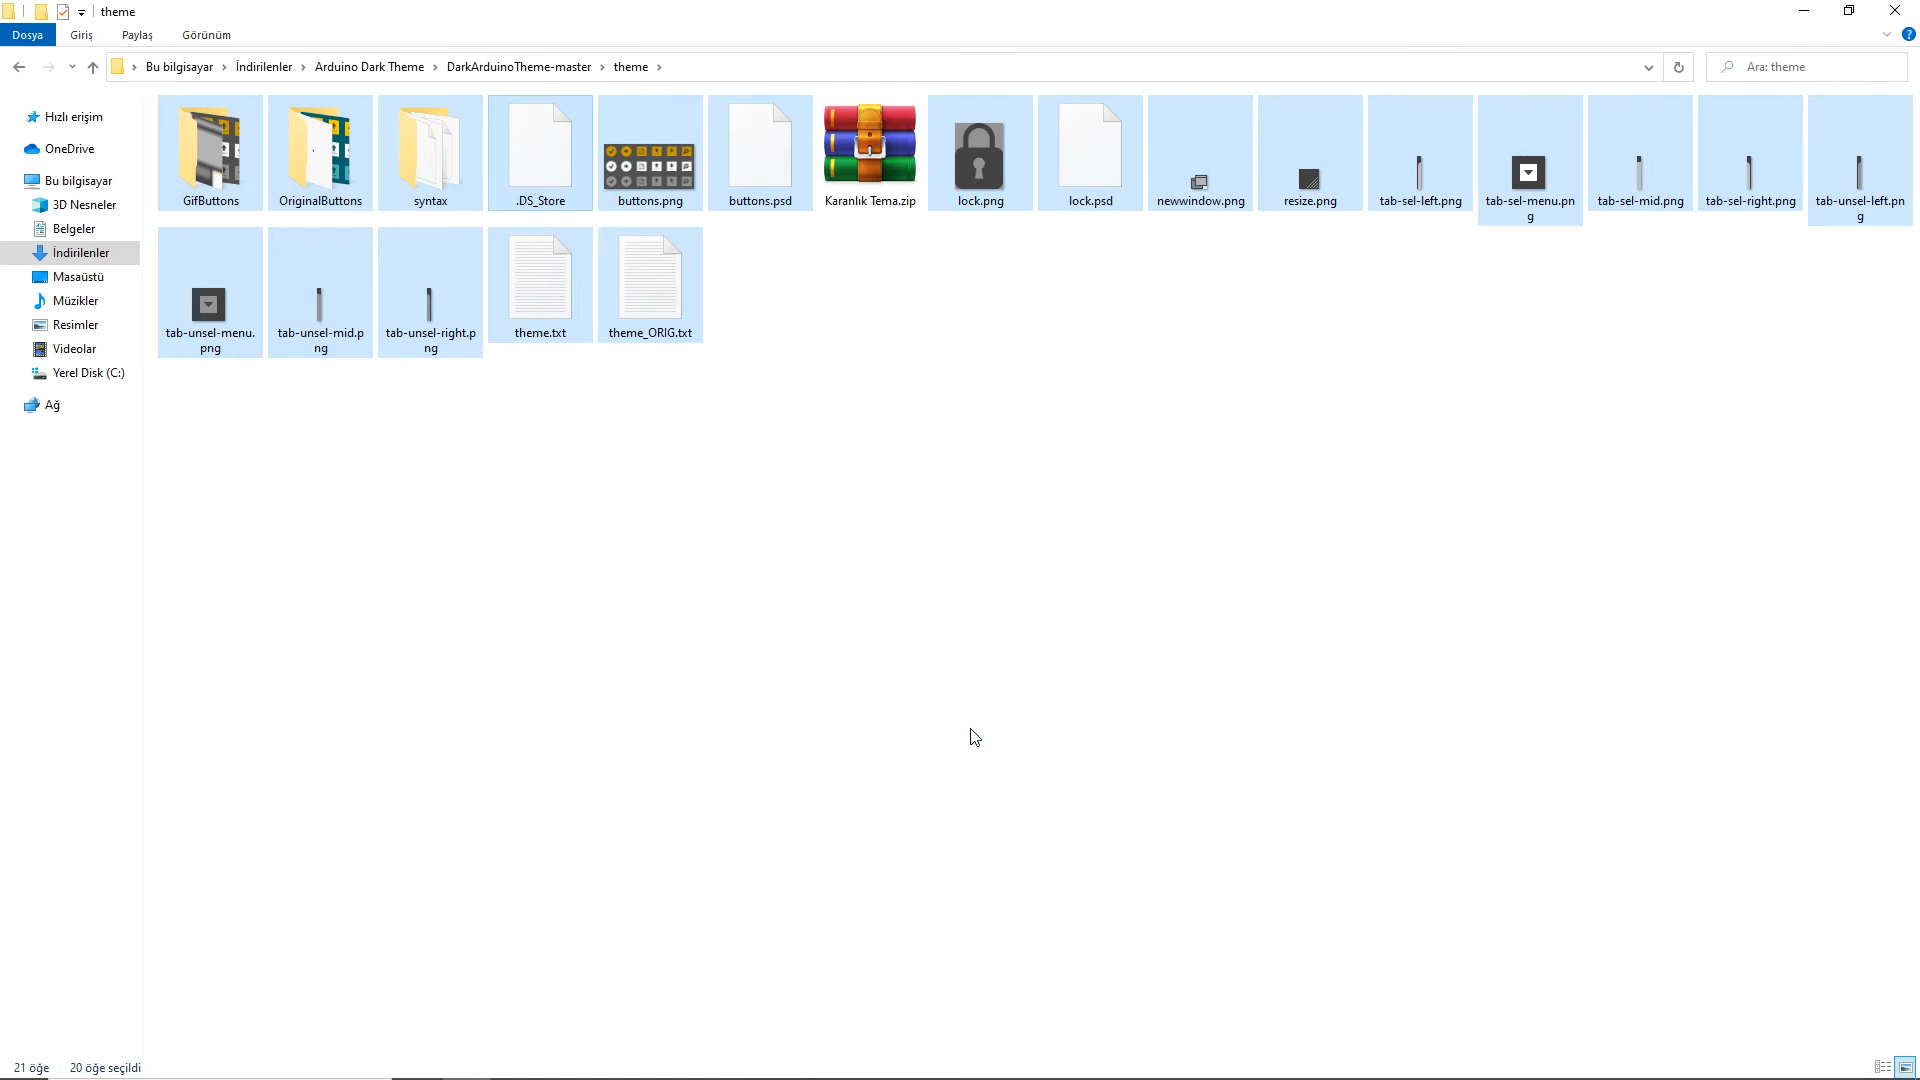 theme
Dosya
Giriş
Paylaş
Görünüm
Bu bilgisayar
İndirilenler
Arduino Dark Theme
DarkArduinoTheme-master
theme
Ara: theme
Hızlı erişim
OneDrive
Bu bilgisayar
3D Nesneler
Belgeler
İndirilenler
Masaüstü
Müzikler
Resimler
Videolar
Yerel Disk (C:)
Ağ
GifButtons
OriginalButtons
syntax
.DS_Store
buttons.png
buttons.psd
Karanlık Tema.zip
lock.png
lock.psd
newwindow.png
resize.png
tab-sel-left.png
tab-sel-menu.pn
g
tab-sel-mid.png
tab-sel-right.png
tab-unsel-left.pn
g
tab-unsel-menu.
png
tab-unsel-mid.p
ng
tab-unsel-right.p
ng
theme.txt
theme_ORIG.txt
21 öğe
20 öğe seçildi